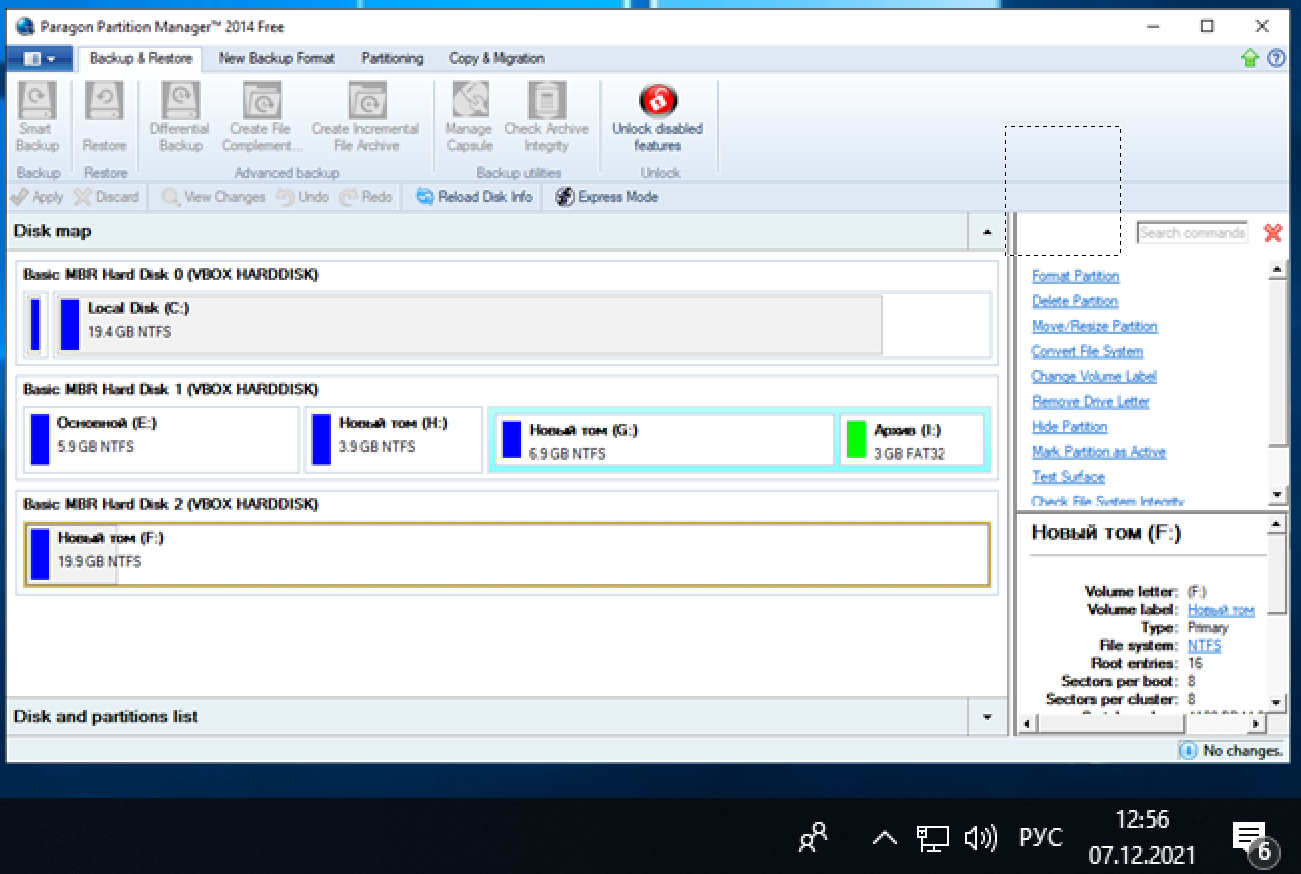 Paragon Partition Manager™ 2014 Free
Backup & Restore New Backup Format Partitioning Copy & Migration
Smart Backup
Restore
Differential Backup
Create File Complement...
Create Incremental File Archive
Manage Capsule
Check Archive Integrity
Unlock disabled features
Backup Restore Advanced backup Backup utilities Unlock
Apply Discard View Changes Undo Redo Reload Disk Info Express Mode
Disk map
Search commands
Basic MBR Hard Disk 0 (VBOX HARDDISK)
Local Disk (C:)
19.4 GB NTFS
Basic MBR Hard Disk 1 (VBOX HARDDISK)
Основной (E:)
5.9 GB NTFS
Новый том (H:)
3.9 GB NTFS
Новый том (G:)
6.9 GB NTFS
Архив (I:)
3 GB FAT32
Basic MBR Hard Disk 2 (VBOX HARDDISK)
Новый том (F:)
19.9 GB NTFS
Disk and partitions list
Format Partition
Delete Partition
Move/Resize Partition
Convert File System
Change Volume Label
Remove Drive Letter
Hide Partition
Mark Partition as Active
Test Surface
Check File System Integrity
Новый том (F:)
Volume letter: (F:)
Volume label: Новый том
Type: Primary
File system: NTFS
Root entries: 16
Sectors per boot: 8
Sectors per cluster: 8
No changes.
РУС
12:56
07.12.2021
6